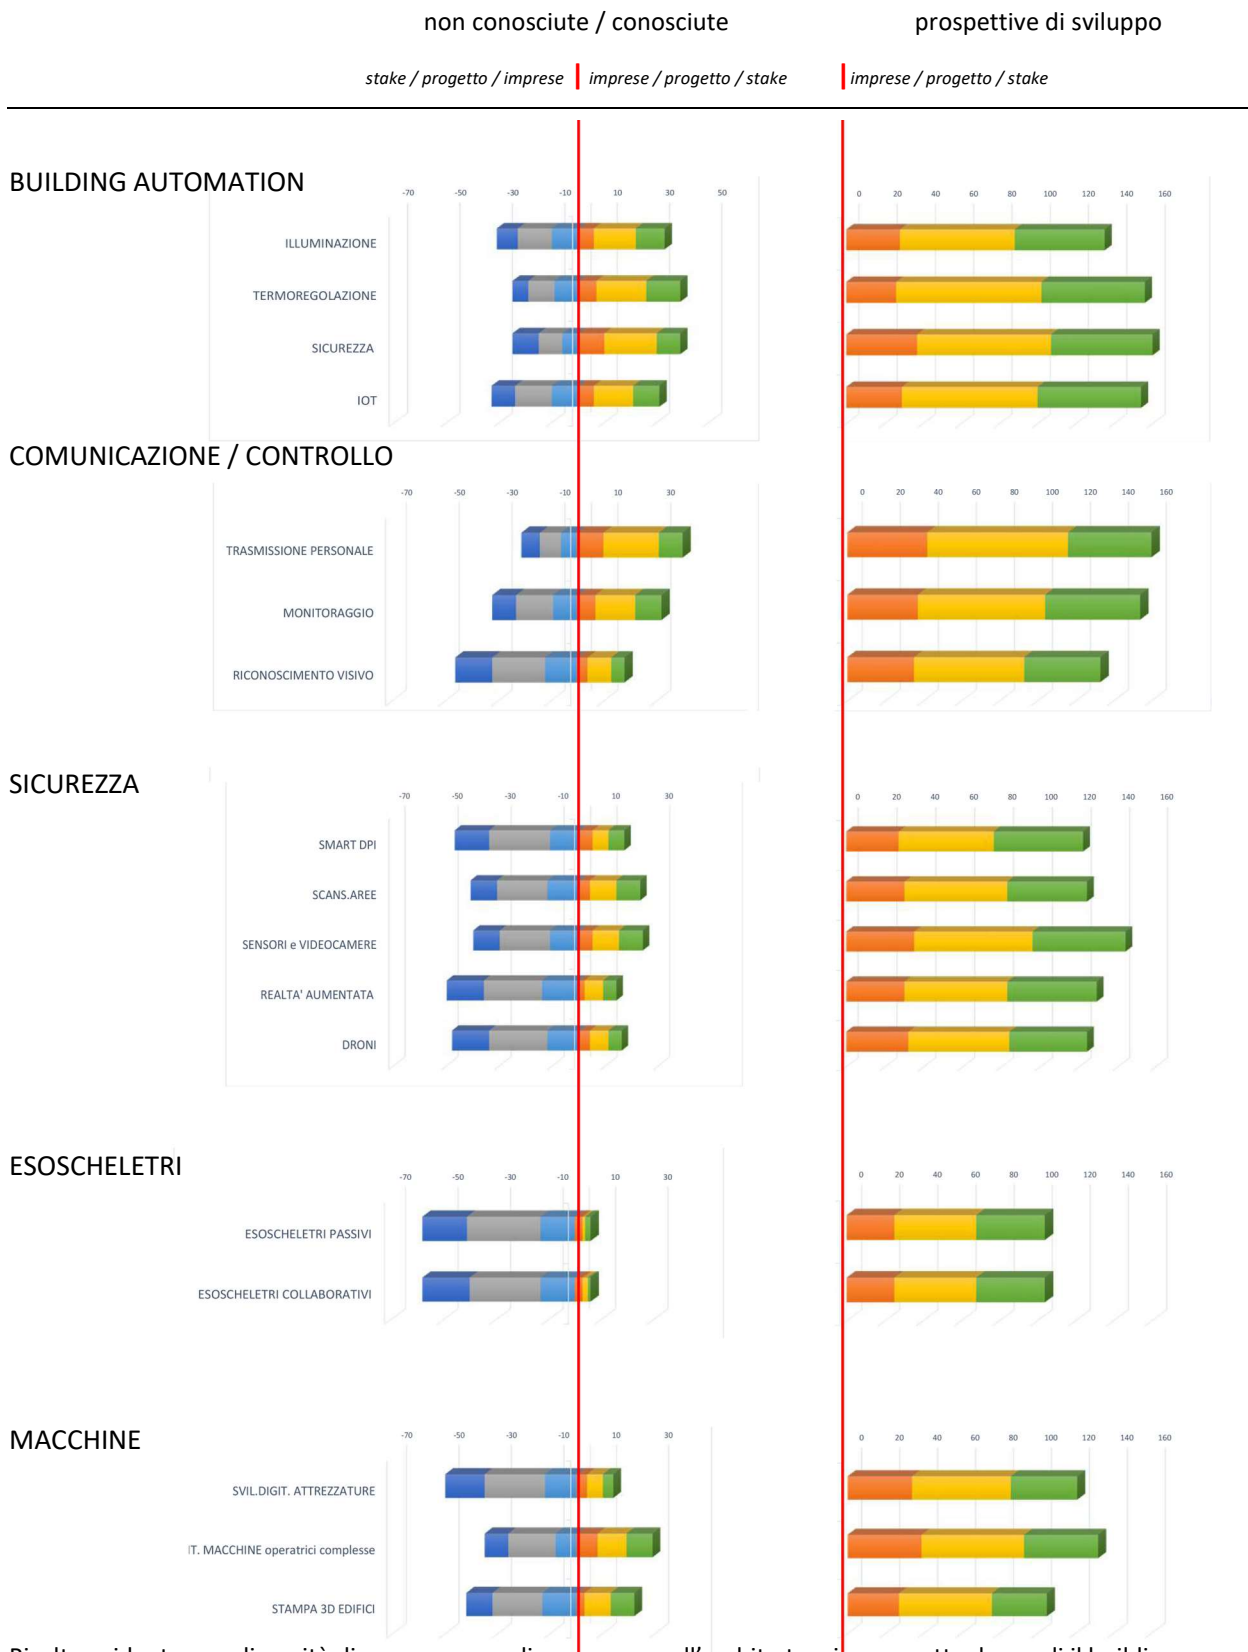 non conosciute / conosciute prospettive di sviluppo
stake / progetto / imprese imprese / progetto / stake imprese / progetto / stake
BUILDING AUTOMATION
-70 -50 -30 -10 10 30 50 0 20 40 60 80 100 120 140 160
ILLUMINAZIONE
TERMOREGOLAZIONE
SICUREZZA
IOT
COMUNICAZIONE / CONTROLLO
-70 -50 -30 -10 10 30 0 20 40 60 80 100 120 140 160
TRASMISSIONE PERSONALE
MONITORAGGIO
RICONOSCIMENTO VISIVO
SICUREZZA
-70 -50 -30 -10 10 30 0 20 40 60 80 100 120 140 160
SMART DPI
SCANS.AREE
SENSORI e VIDEOCAMERE
REALTA' AUMENTATA
DRONI
ESOSCHELETRI
-70 -50 -30 -10 10 30 0 20 40 60 80 100 120 140 160
ESOSCHELETRI PASSIVI
ESOSCHELETRI COLLABORATIVI
MACCHINE
-70 -50 -30 -10 10 30 0 20 40 60 80 100 120 140 160
SVIL.DIGIT. ATTREZZATURE
IT. MACCHINE operatrici complesse
STAMPA 3D EDIFICI